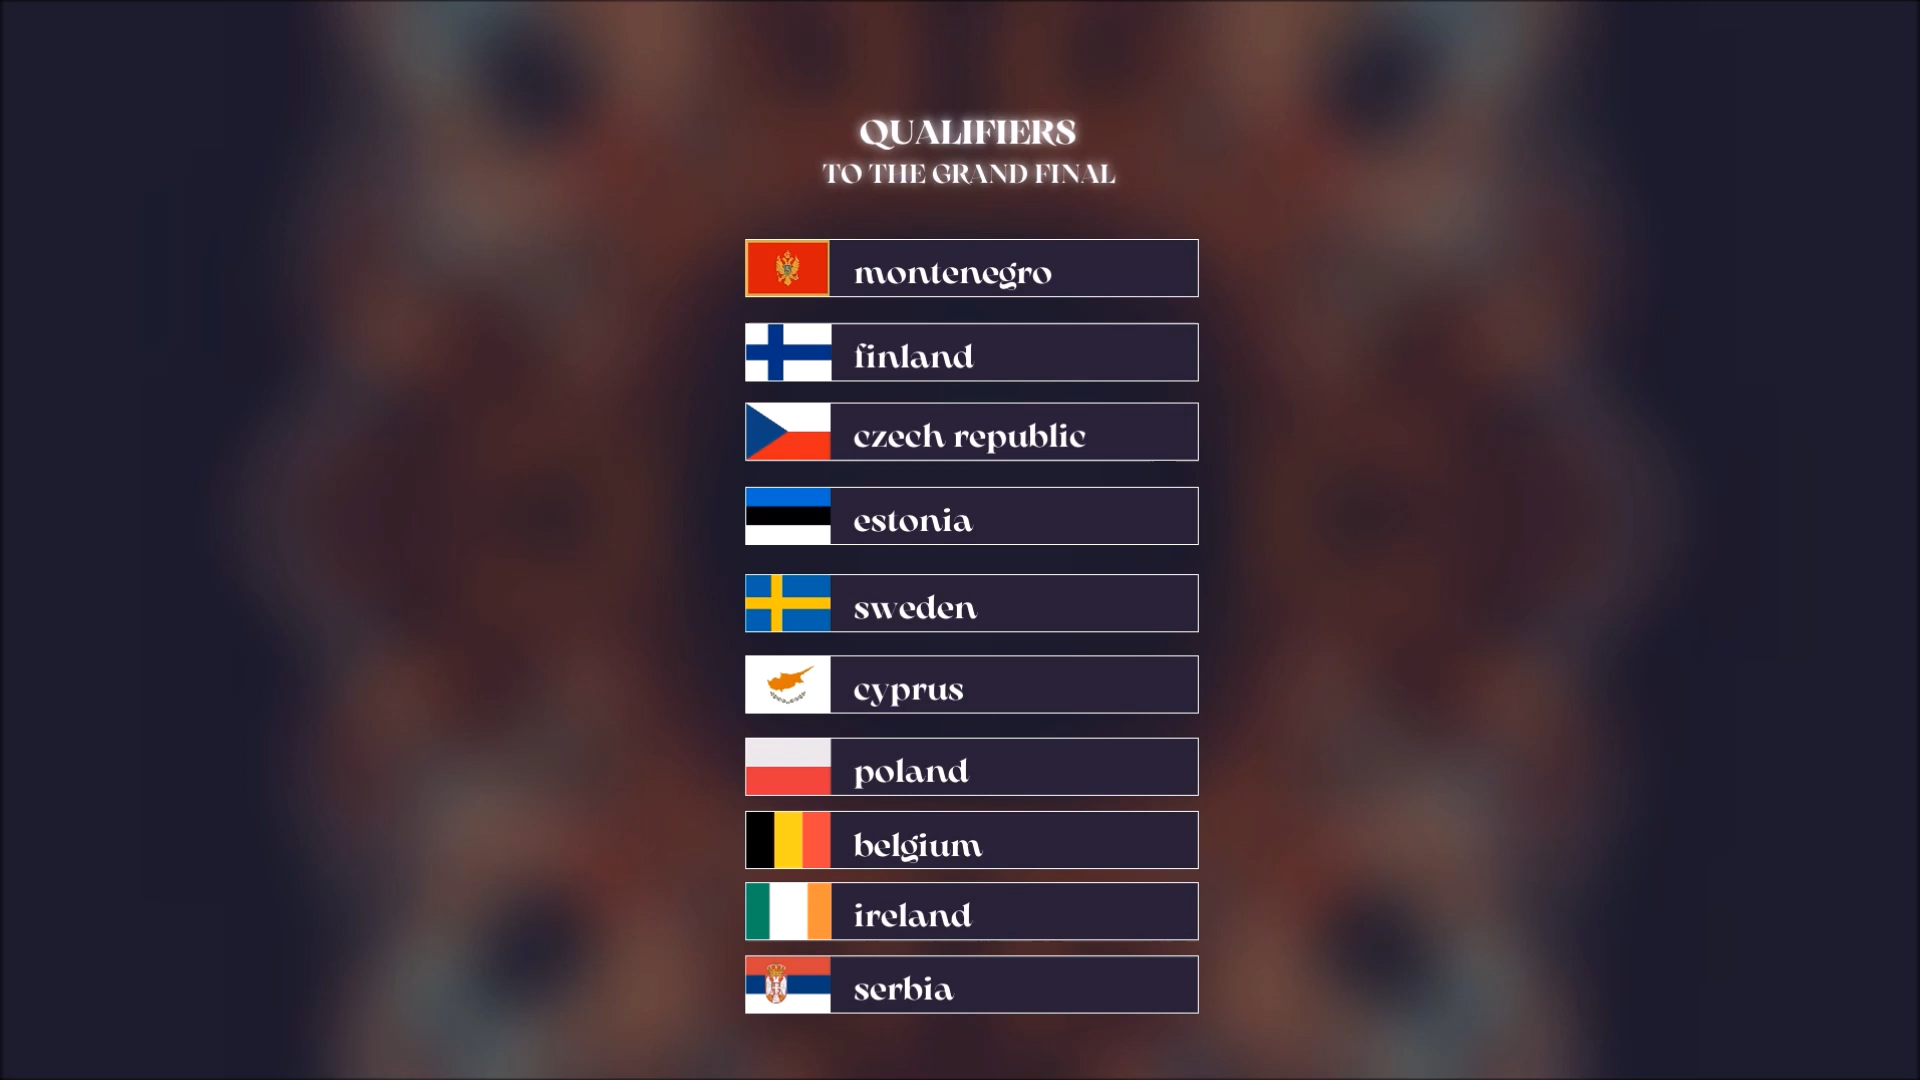 QUALIFIERS
TO THE GRAND FINAL
montenegro
finland
czech republic
estonia
sweden
cyprus
poland
belgium
ireland
serbia